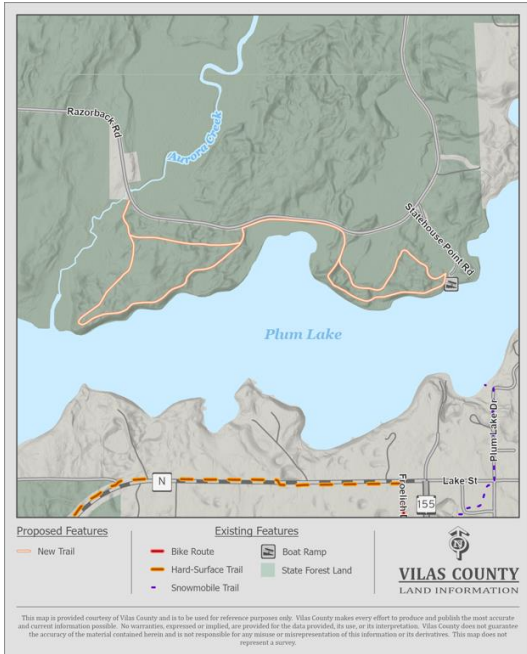 Razorback Rd
Aurora Creek
Statehouse Point Rd
Plum Lake
Plum Lake Dr
N
Lake St
Froelich
155
Proposed Features
New Trail
Existing Features
Bike Route
Hard-Surface Trail
Snowmobile Trail
Boat Ramp
State Forest Land
N
VILAS COUNTY
LAND INFORMATION
This map is provided courtesy of Vilas County and is to be used for reference purposes only. Vilas County makes every effort to produce and publish the most accurate
and current information possible. No warranties, expressed or implied, are provided for the data provided, its use, or its interpretation. Vilas County does not guarantee
the accuracy of the material contained herein and is not responsible for any misuse or misrepresentation of this information or its derivatives. This map does not
represent a survey.